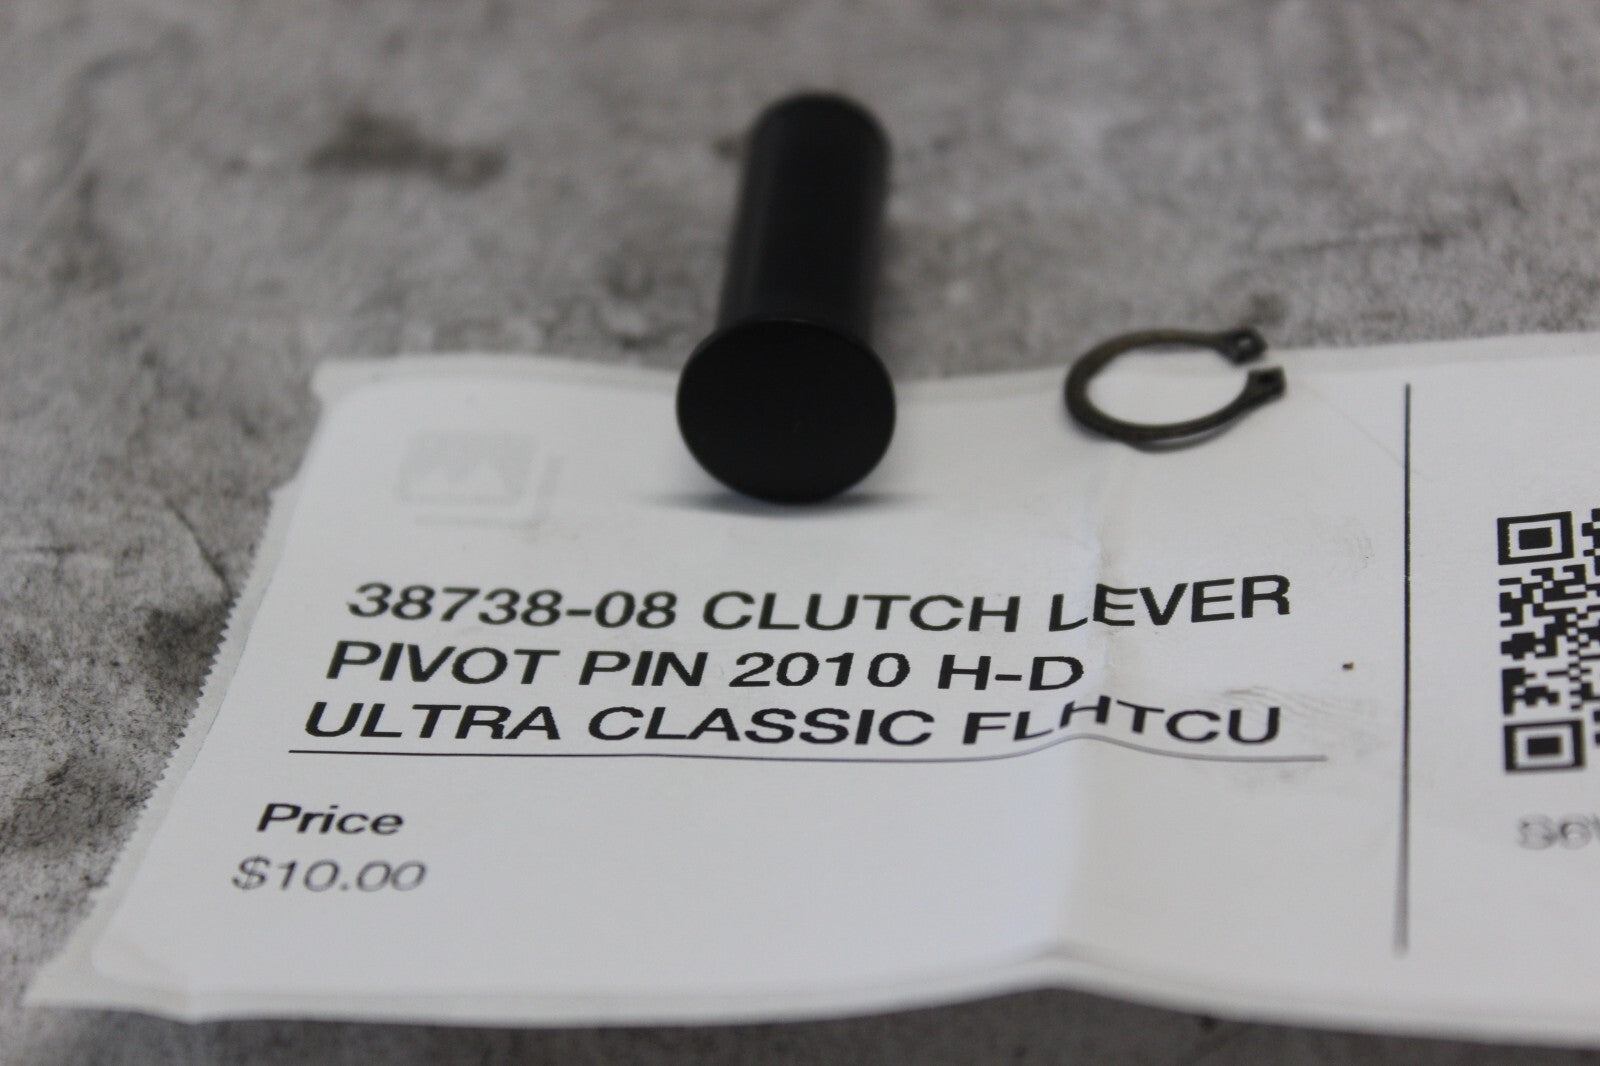 38738-08 CLUTCH LEVER
PIVOT PIN 2010 H-D
ULTRA CLASSIC FLHTCU
Price
$10.00